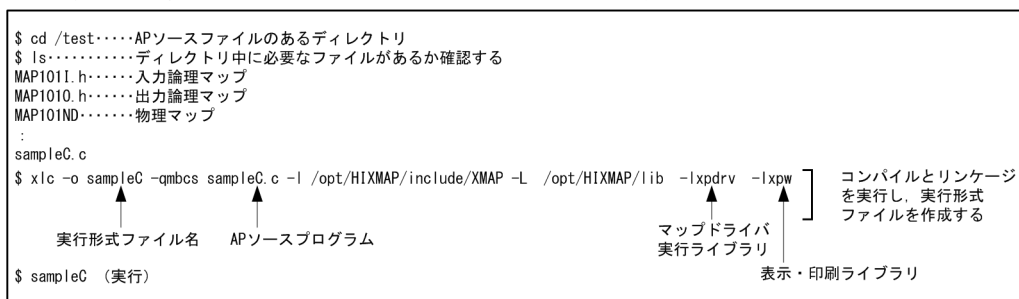 $ cd /test・・・・・APソースファイルのあるディレクトリ
$ ls・・・・・・・・・・・ディレクトリ中に必要なファイルがあるか確認する
MAP101I.h・・・・・・入力論理マップ
MAP101O.h・・・・・・出力論理マップ
MAP101ND・・・・・・・物理マップ
:
sampleC.c
$ xlc -o sampleC -qmbcs sampleC.c -I /opt/HIXMAP/include/XMAP -L /opt/HIXMAP/lib -lxpdrv -lxpw
コンパイルとリンケージ
を実行し，実行形式
ファイルを作成する
実行形式ファイル名 APソースプログラム
マップドライバ
実行ライブラリ
表示・印刷ライブラリ
$ sampleC （実行）